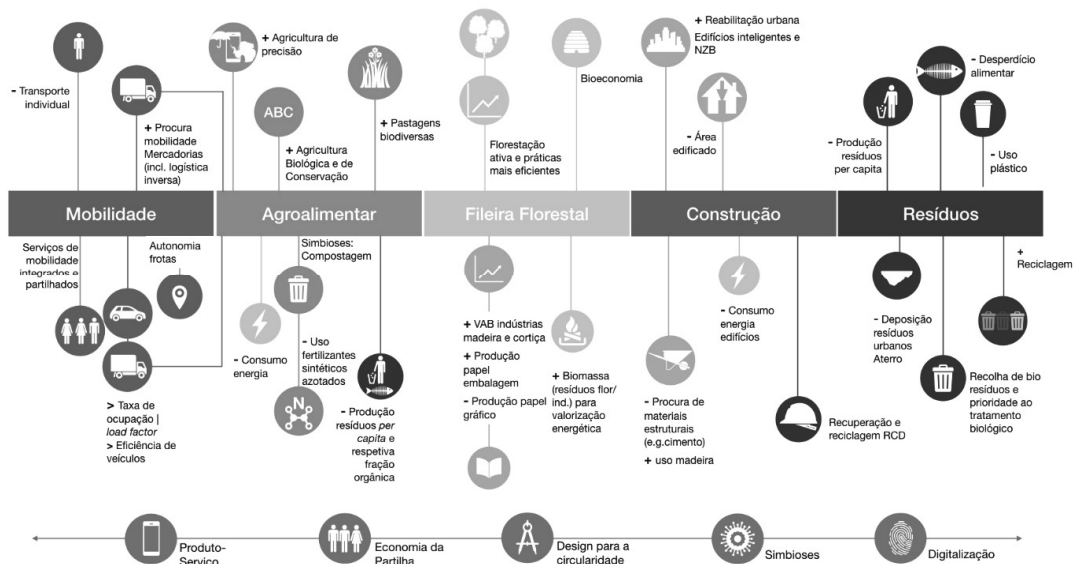 - Transporte
individual
+ Procura
mobilidade
Mercadorias
(incl. logística
inversa)
+ Agricultura de
precisão
ABC
+ Agricultura
Biológica e de
Conservação
+ Pastagens
biodiversas
Florestação
ativa e práticas
mais eficientes
Bioeconomia
+ Reabilitação urbana
Edifícios inteligentes e
NZB
- Área
edificado
- Produção
resíduos
per capita
- Desperdício
alimentar
- Uso
plástico
Mobilidade
Agroalimentar
Fileira Florestal
Construção
Resíduos
Serviços de
mobilidade
integrados e
partilhados
Autonomia
frotas
> Taxa de
ocupação |
load factor
> Eficiência de
veículos
- Consumo
energia
Simbioses:
Compostagem
- Uso
fertilizantes
sintéticos
azotados
N
- Produção
resíduos per
capita e
respetiva
fração
orgânica
+ VAB indústrias
madeira e cortiça
+ Produção
papel
embalagem
- Produção papel
gráfico
+ Biomassa
(resíduos flor/
ind.) para
valorização
energética
- Procura de
materiais
estruturais
(e.g.cimento)
+ uso madeira
- Consumo
energia
edifícios
Recuperação e
reciclagem RCD
- Deposição
resíduos
urbanos
Aterro
Recolha de bio
resíduos e
prioridade ao
tratamento
biológico
+
Reciclagem
Produto-
Serviço
Economia da
Partilha
Design para a
circularidade
Simbioses
Digitalização